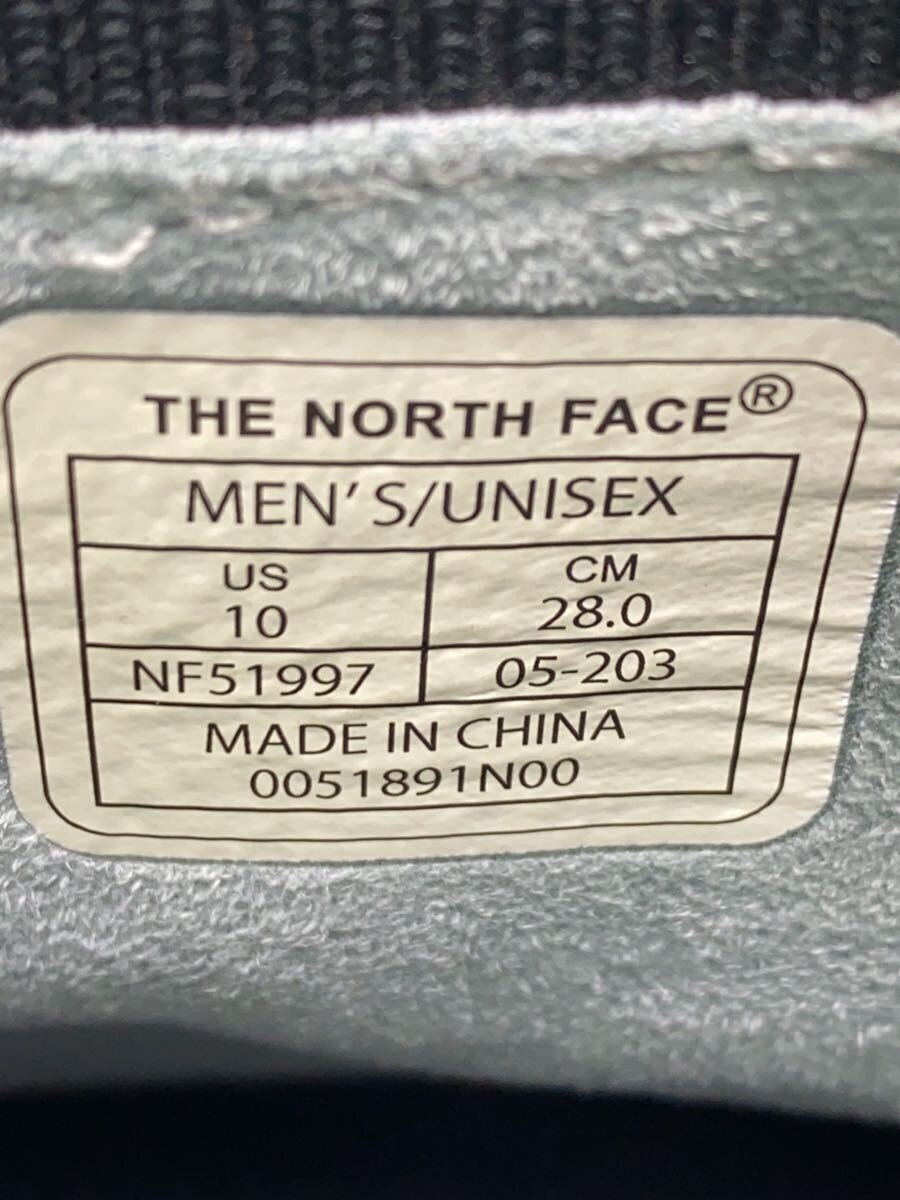 THE NORTH FACE®
MEN'S/UNISEX
US CM
10 28.0
NF51997 05-203
MADE IN CHINA
0051891N00